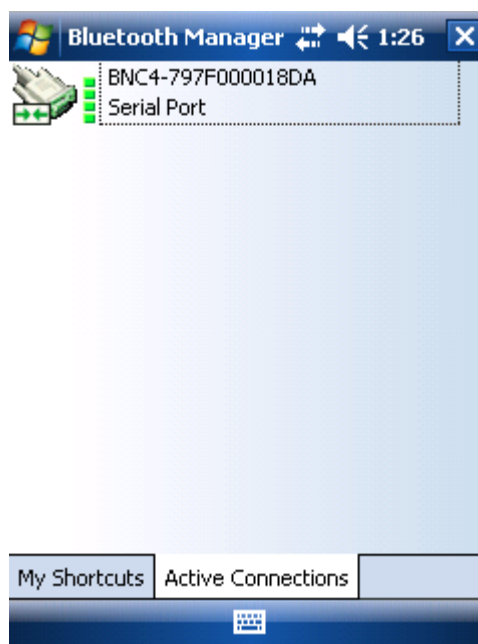 Bluetooth Manager 1:26
BNC4-797F000018DA
Serial Port
My Shortcuts Active Connections